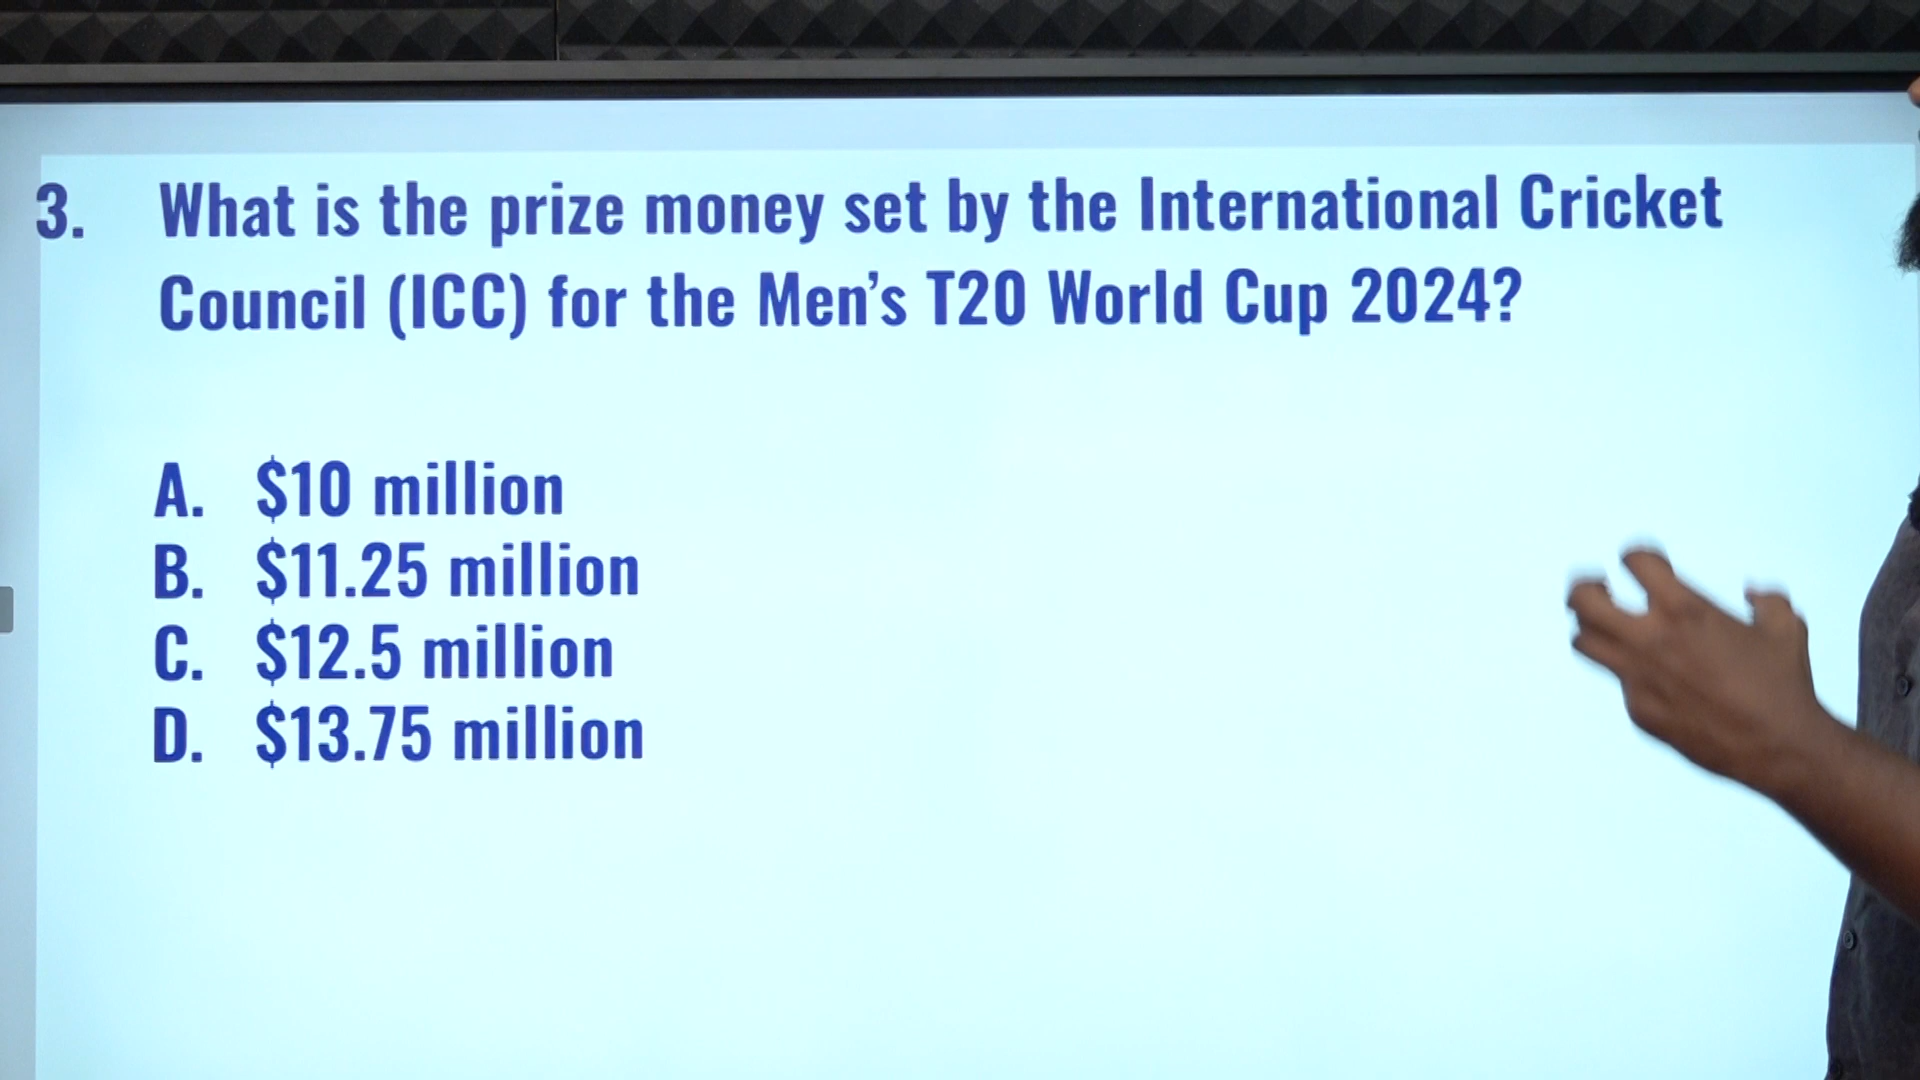 3. What is the prize money set by the International Cricket
Council (ICC) for the Men’s T20 World Cup 2024?
A. $10 million
B. $11.25 million
C. $12.5 million
D. $13.75 million